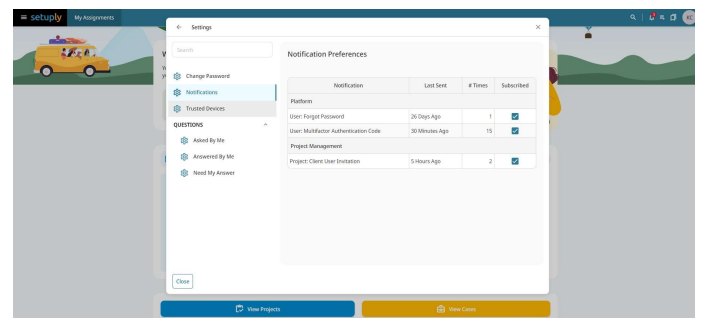 setuply My Assignments KC
← Settings ×
Search
Change Password
Notifications
Trusted Devices
QUESTIONS
Asked By Me
Answered By Me
Need My Answer
Notification Preferences
Notification Last Sent # Times Subscribed
Platform
User: Forgot Password 26 Days Ago 1
User: Multifactor Authentication Code 30 Minutes Ago 15
Project Management
Project: Client User Invitation 5 Hours Ago 2
Close
View Projects
View Cases